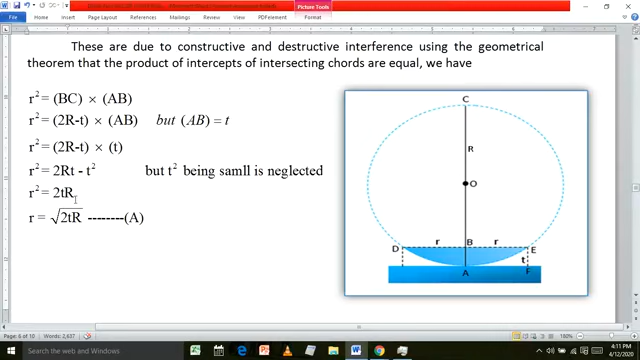 Picture Tools
File Home Insert Page Layout References Mailings Review View PDFelement Format
These are due to constructive and destructive interference using the geometrical
theorem that the product of intercepts of intersecting chords are equal, we have
r² = (BC) × (AB)
r² = (2R-t) × (AB) but (AB) = t
r² = (2R-t) × (t)
r² = 2Rt - t² but t² being samll is neglected
r² = 2tR
r = √2tR --------(A)
C
R
O
D r B r E
t
A F
Page: 6 of 10 Words: 2,637 160%
Search Windows
4:11 PM
4/12/2020